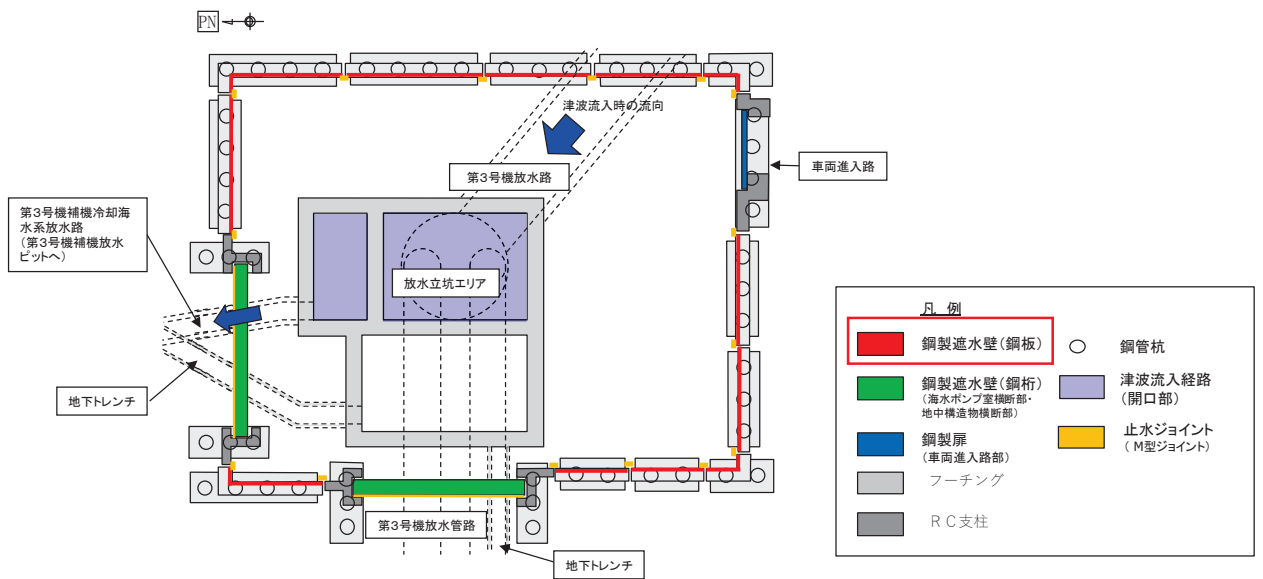 PN
津波流入時の流向
第3号機放水路
車両進入路
第3号機補機冷却海
水系放水路
(第3号機補機放水
ピットへ)
放水立坑エリア
地下トレンチ
第3号機放水管路
地下トレンチ
凡 例
鋼製遮水壁(鋼板)
鋼管杭
鋼製遮水壁(鋼桁)
(海水ポンプ室横断部・
地中構造物横断部)
津波流入経路
(開口部)
鋼製扉
(車両進入路部)
止水ジョイント
(M型ジョイント)
フーチング
RC支柱